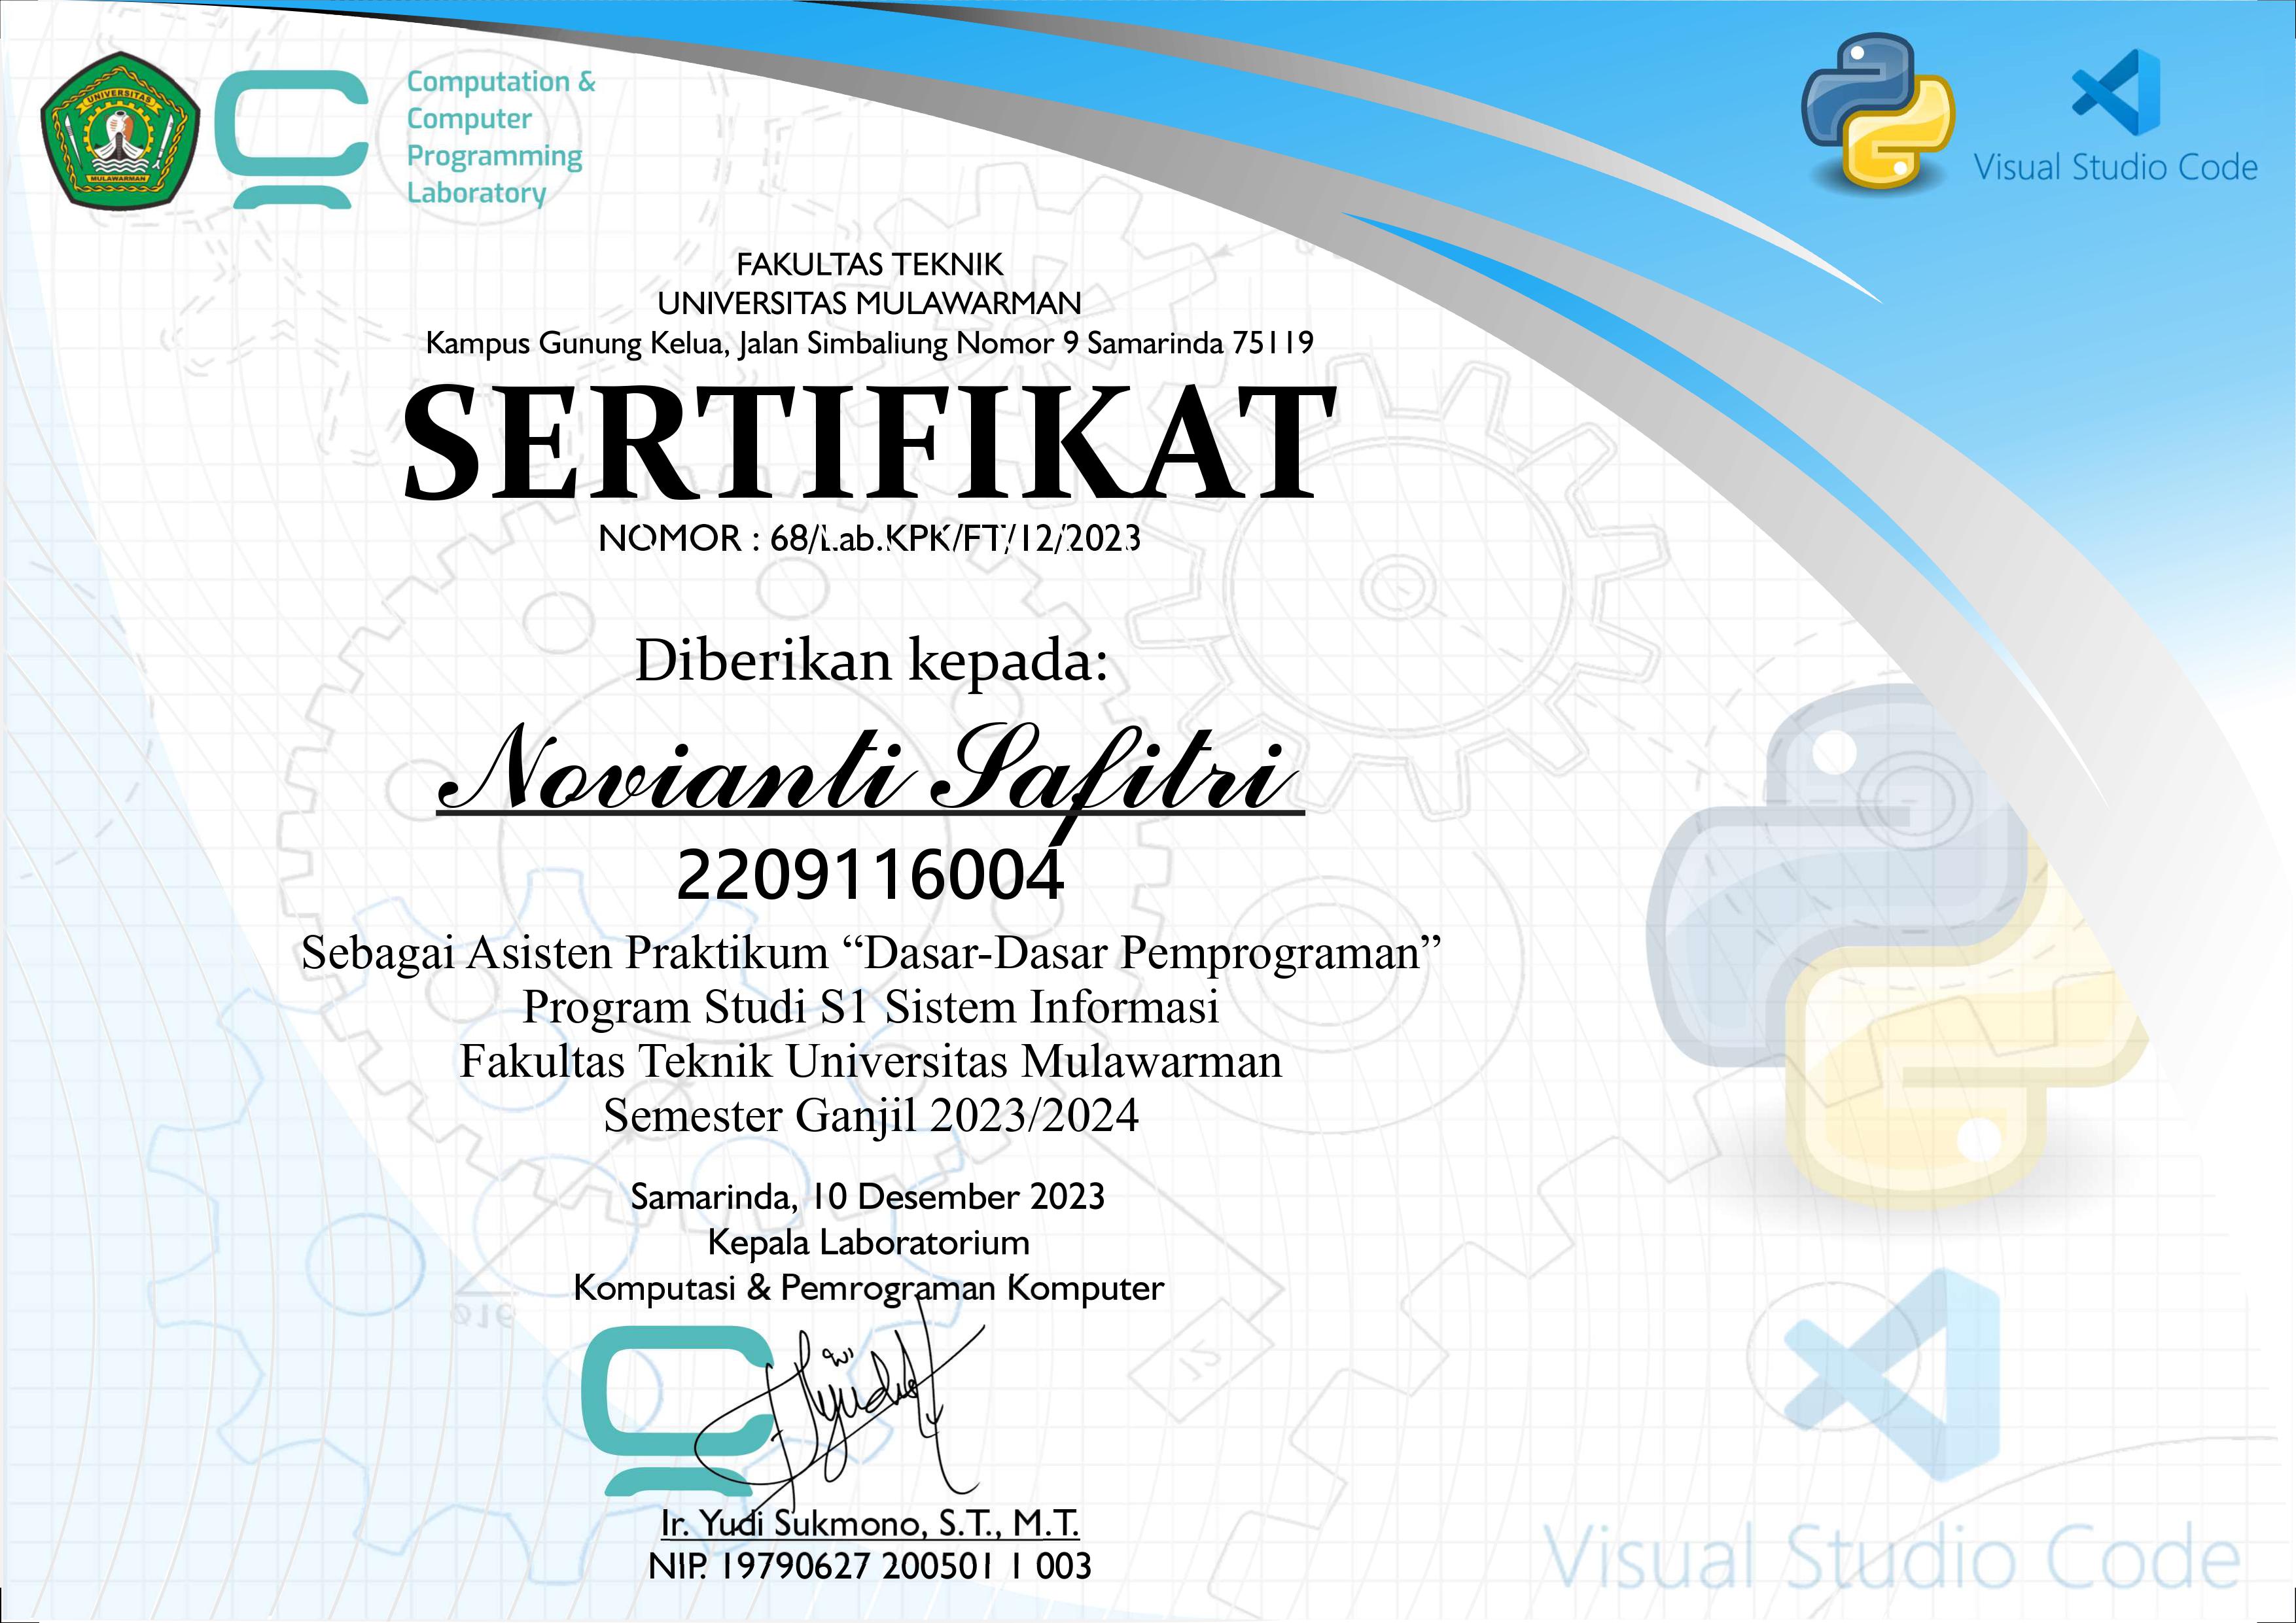 UNIVERSITAS
MULAWARMAN
Computation &
Computer
Programming
Laboratory
Visual Studio Code
FAKULTAS TEKNIK
UNIVERSITAS MULAWARMAN
Kampus Gunung Kelua, Jalan Simbaliung Nomor 9 Samarinda 75119
SERTIFIKAT
NOMOR : 68/Lab.KPK/FT/12/2023
Diberikan kepada:
Novianti Safitri
2209116004
Sebagai Asisten Praktikum “Dasar-Dasar Pemprograman”
Program Studi S1 Sistem Informasi
Fakultas Teknik Universitas Mulawarman
Semester Ganjil 2023/2024
Samarinda, 10 Desember 2023
Kepala Laboratorium
Komputasi & Pemrograman Komputer
Ir. Yudi Sukmono, S.T., M.T.
NIP. 19790627 200501 1 003
Visual Studio Code